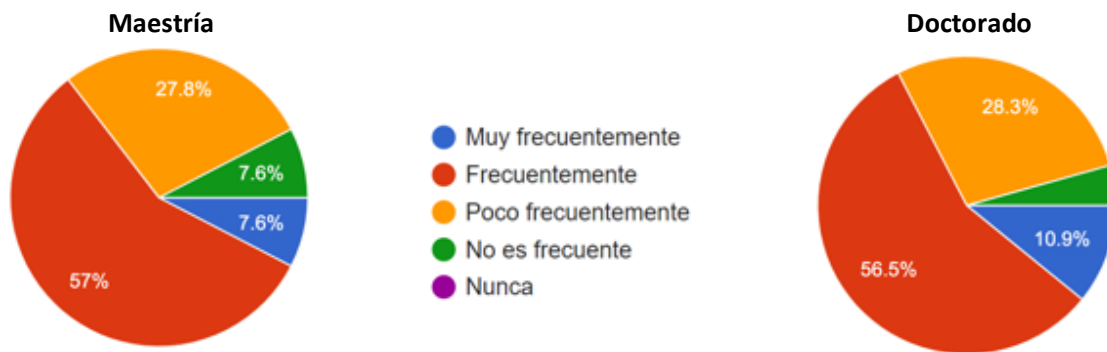 Maestría
27.8%
7.6%
7.6%
57%
Muy frecuentemente
Frecuentemente
Poco frecuentemente
No es frecuente
Nunca
Doctorado
28.3%
10.9%
56.5%